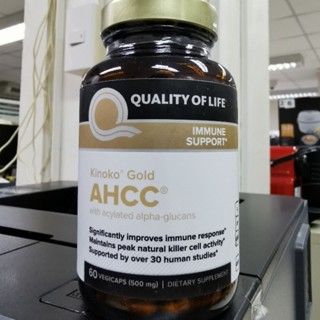 QUALITY OF LIFE®
IMMUNE
SUPPORT*
Kinoko® Gold
AHCC®
with acylated alpha-glucans
Significantly improves immune response*
Maintains peak natural killer cell activity*
Supported by over 30 human studies*
60 VEGICAPS (500 mg) | DIETARY SUPPLEMENT